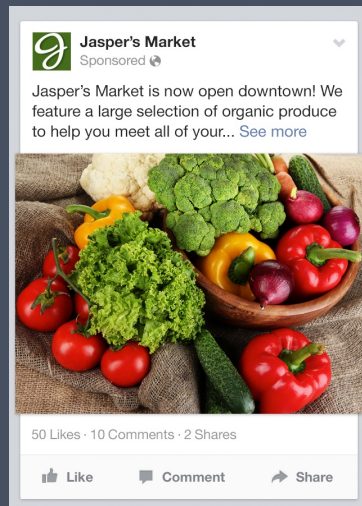 Jasper's Market
Sponsored
Jasper's Market is now open downtown! We
feature a large selection of organic produce
to help you meet all of your... See more
50 Likes · 10 Comments · 2 Shares
Like
Comment
Share